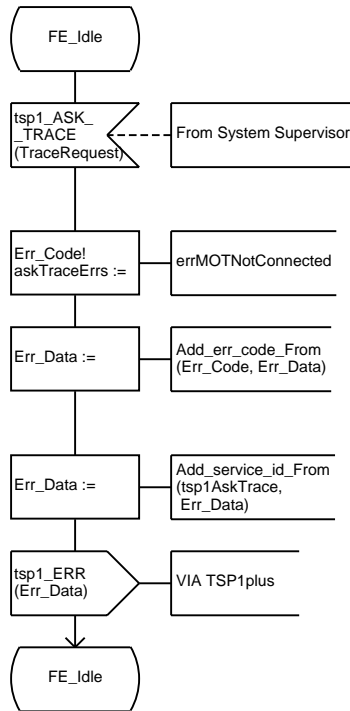 FE_Idle
tsp1_ASK_
_TRACE
(TraceRequest)
From System Supervisor
Err_Code!
askTraceErrs :=
errMOTNotConnected
Err_Data :=
Add_err_code_From
(Err_Code, Err_Data)
Err_Data :=
Add_service_id_From
(tsp1AskTrace,
Err_Data)
tsp1_ERR
(Err_Data)
VIA TSP1plus
FE_Idle